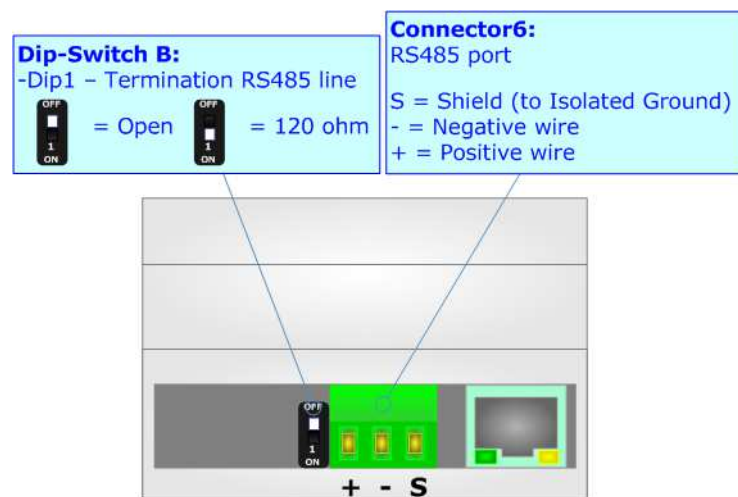 Dip-Switch B:
-Dip1 – Termination RS485 line
OFF
1
ON
= Open
OFF
1
ON
= 120 ohm
Connector6:
RS485 port
S = Shield (to Isolated Ground)
- = Negative wire
+ = Positive wire
OFF
1
ON
+ - S